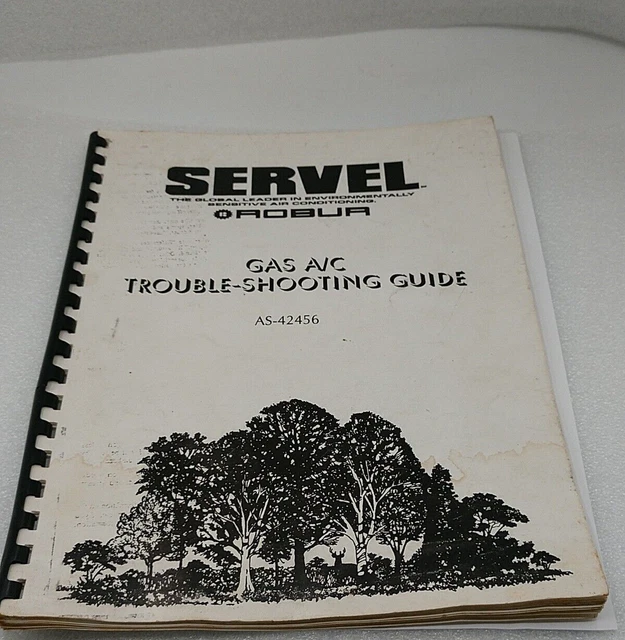 SERVEL
THE GLOBAL LEADER IN ENVIRONMENTALLY
SENSITIVE AIR CONDITIONING.
ROBUR
GAS A/C
TROUBLE-SHOOTING GUIDE
AS-42456